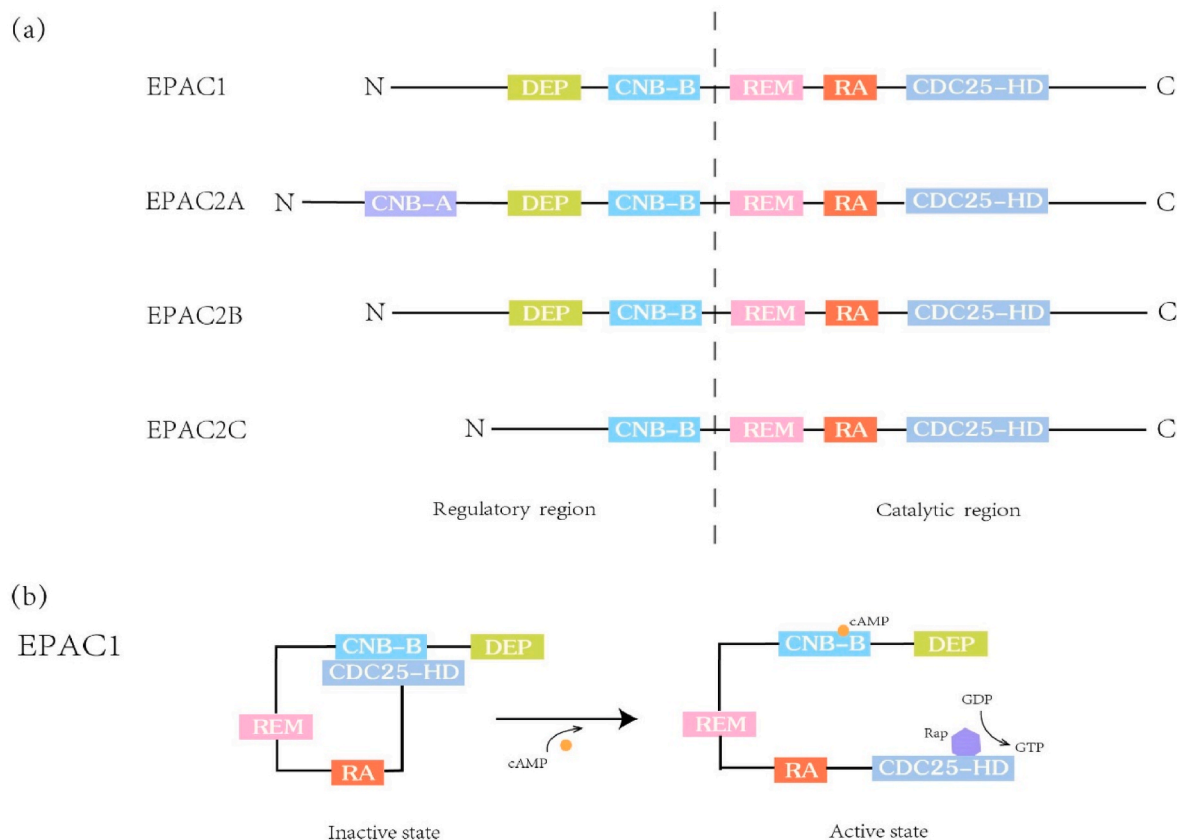 (a)
EPAC1 N DEP CNB-B REM RA CDC25-HD C
EPAC2A N CNB-A DEP CNB-B REM RA CDC25-HD C
EPAC2B N DEP CNB-B REM RA CDC25-HD C
EPAC2C N CNB-B REM RA CDC25-HD C
Regulatory region Catalytic region
(b)
EPAC1
CNB-B DEP
CDC25-HD
REM
RA
Inactive state
cAMP
cAMP
CNB-B DEP
REM
GDP
Rap
GTP
RA CDC25-HD
Active state